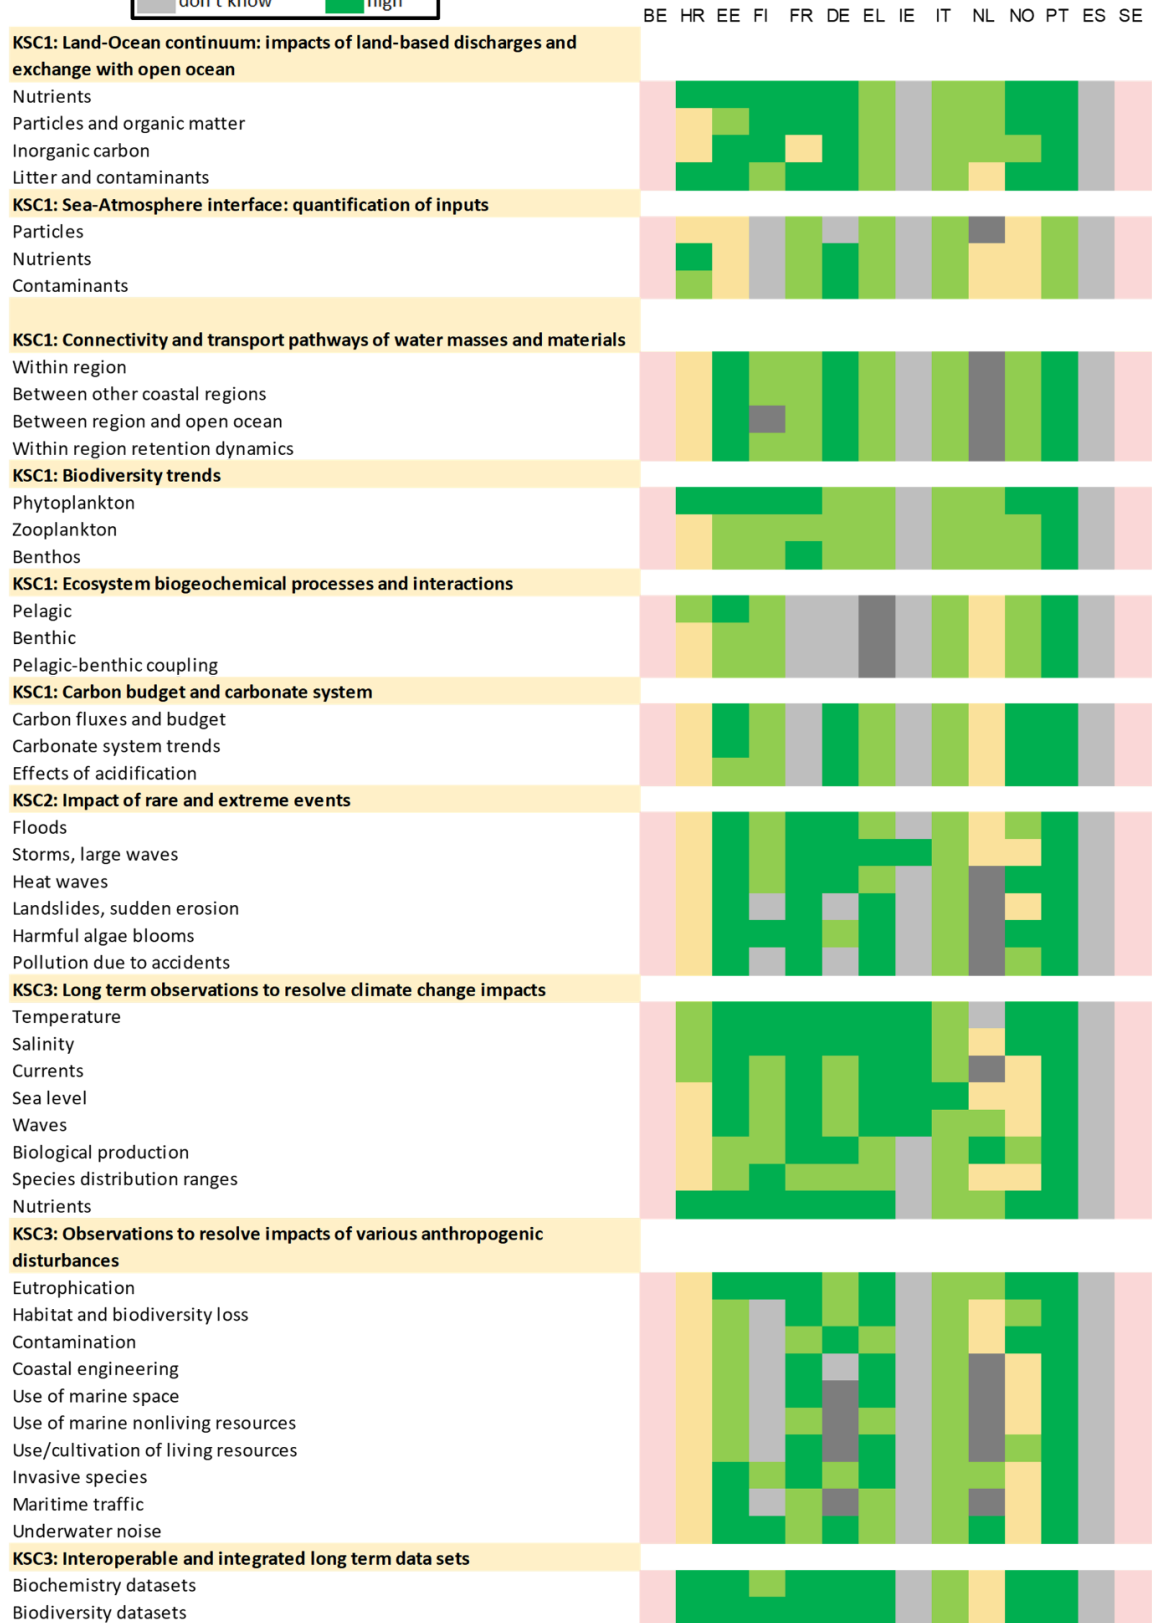 don't know high
BE HR EE FI FR DE EL IE IT NL NO PT ES SE
KSC1: Land-Ocean continuum: impacts of land-based discharges and
exchange with open ocean
Nutrients
Particles and organic matter
Inorganic carbon
Litter and contaminants
KSC1: Sea-Atmosphere interface: quantification of inputs
Particles
Nutrients
Contaminants
KSC1: Connectivity and transport pathways of water masses and materials
Within region
Between other coastal regions
Between region and open ocean
Within region retention dynamics
KSC1: Biodiversity trends
Phytoplankton
Zooplankton
Benthos
KSC1: Ecosystem biogeochemical processes and interactions
Pelagic
Benthic
Pelagic-benthic coupling
KSC1: Carbon budget and carbonate system
Carbon fluxes and budget
Carbonate system trends
Effects of acidification
KSC2: Impact of rare and extreme events
Floods
Storms, large waves
Heat waves
Landslides, sudden erosion
Harmful algae blooms
Pollution due to accidents
KSC3: Long term observations to resolve climate change impacts
Temperature
Salinity
Currents
Sea level
Waves
Biological production
Species distribution ranges
Nutrients
KSC3: Observations to resolve impacts of various anthropogenic
disturbances
Eutrophication
Habitat and biodiversity loss
Contamination
Coastal engineering
Use of marine space
Use of marine nonliving resources
Use/cultivation of living resources
Invasive species
Maritime traffic
Underwater noise
KSC3: Interoperable and integrated long term data sets
Biochemistry datasets
Biodiversity datasets